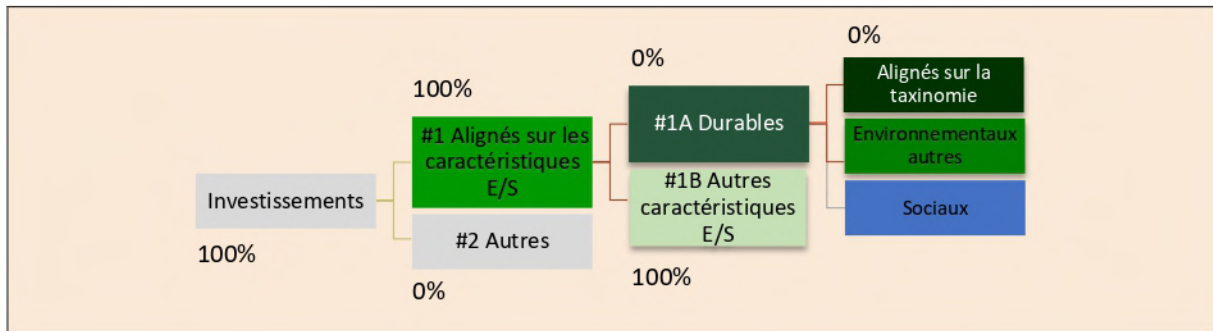 0%
Alignés sur la
taxinomie
0%
100%
#1A Durables
Environnementaux
autres
#1 Alignés sur les
caractéristiques
E/S
Investissements
#1B Autres
caractéristiques
E/S
Sociaux
#2 Autres
100%
0%
100%